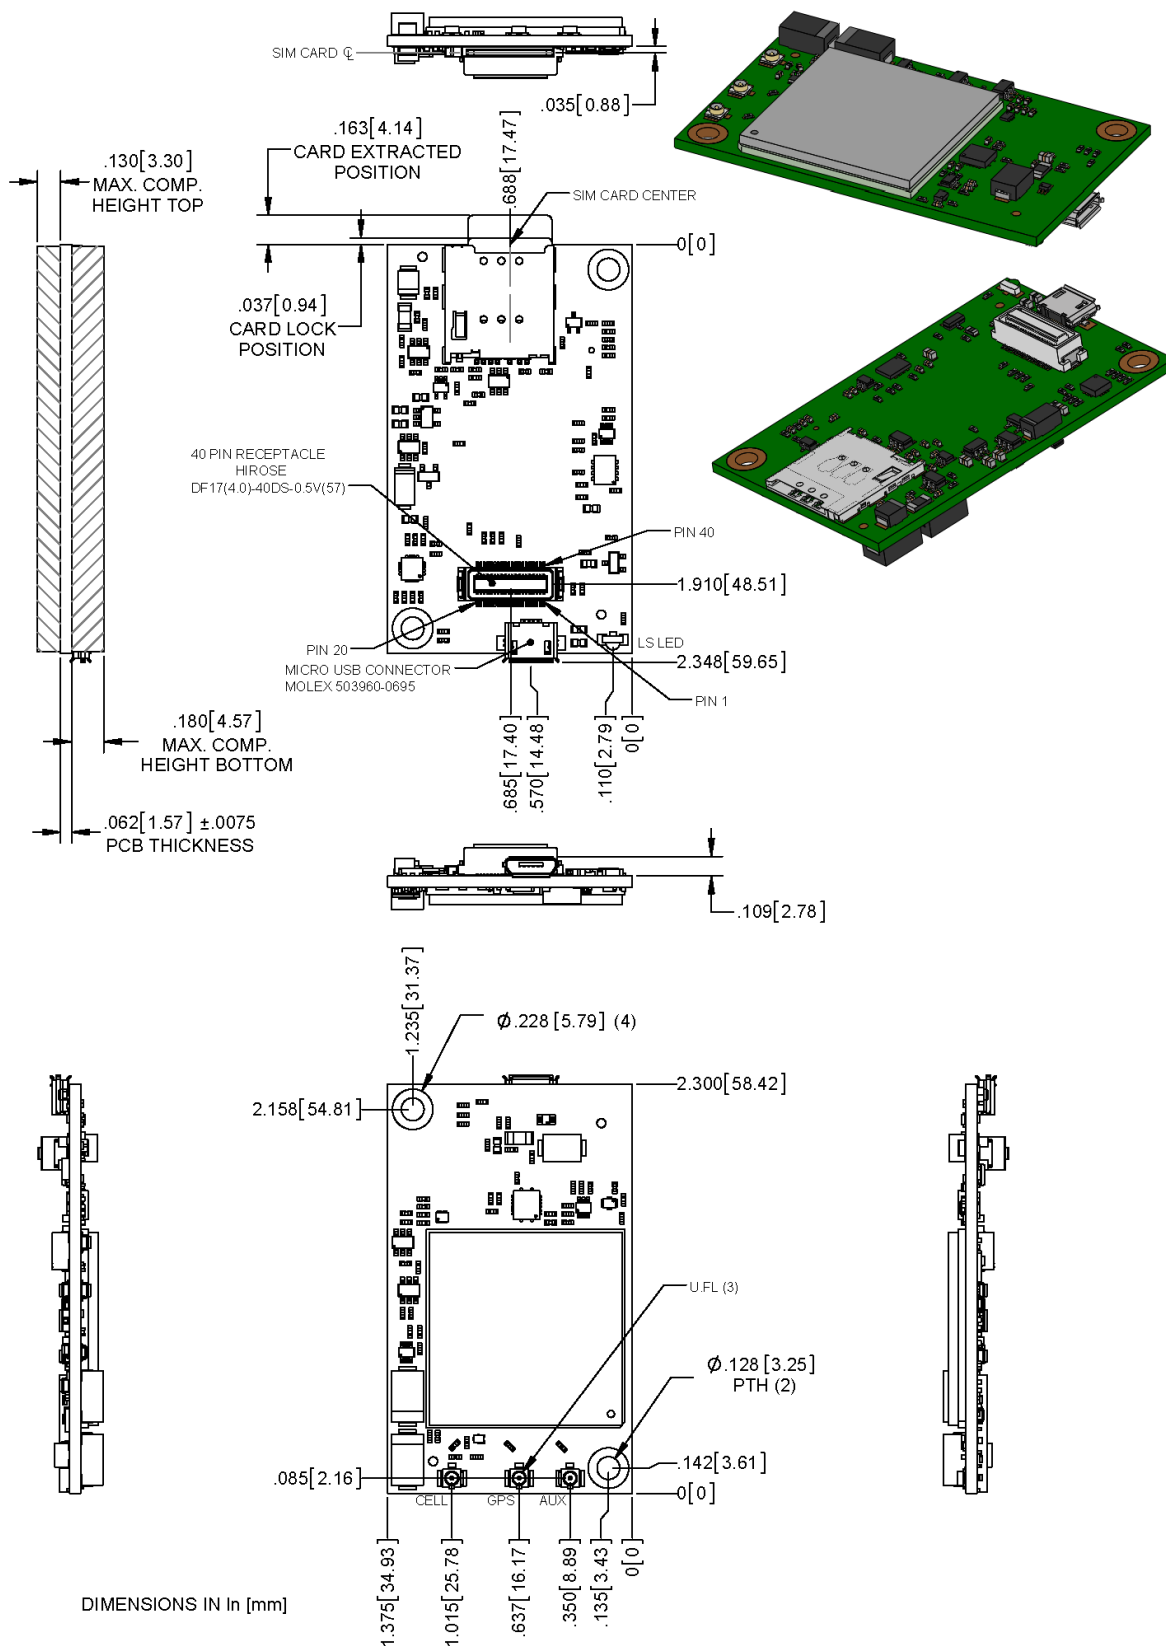 SIM CARD ℄
.035[0.88]
.163[4.14]
CARD EXTRACTED
POSITION
.688[17.47]
.130[3.30]
MAX. COMP.
HEIGHT TOP
SIM CARD CENTER
0[0]
.037[0.94]
CARD LOCK
POSITION
40 PIN RECEPTACLE
HIROSE
DF17(4.0)-40DS-0.5V(57)
PIN 40
1.910[48.51]
PIN 20
LS LED
MICRO USB CONNECTOR
MOLEX 503960-0695
2.348[59.65]
PIN 1
.180[4.57]
MAX. COMP.
HEIGHT BOTTOM
.685[17.40]
.570[14.48]
.110[2.79]
0[0]
.062[1.57] ±.0075
PCB THICKNESS
.109[2.78]
1.235[31.37]
Ø.228 [5.79] (4)
2.300[58.42]
2.158[54.81]
U.FL (3)
Ø.128 [3.25]
PTH (2)
.142[3.61]
.085[2.16]
0[0]
CELL
GPS
AUX
1.375[34.93]
1.015[25.78]
.637[16.17]
.350[8.89]
.135[3.43]
0[0]
DIMENSIONS IN In [mm]